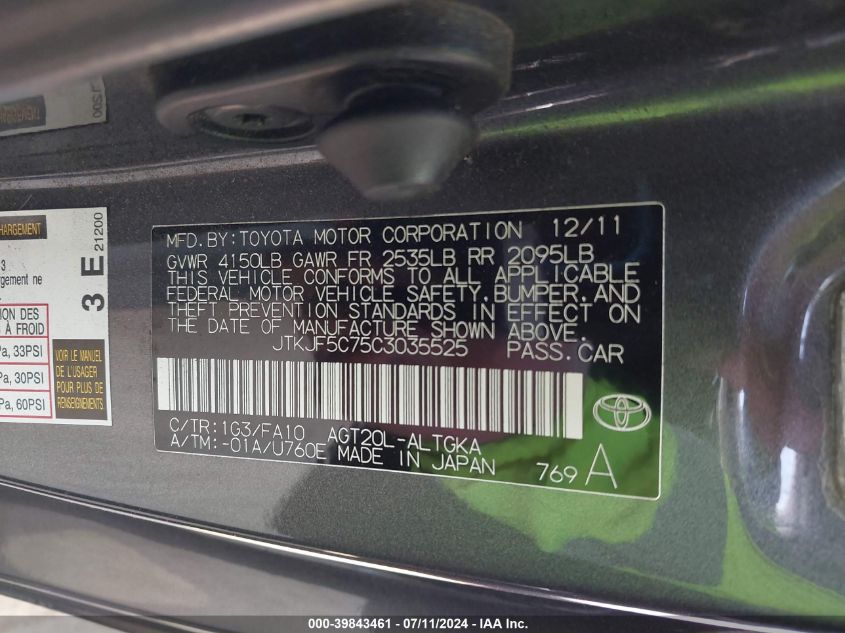 CHARGEMENT
3
argement ne
ION DES
À FROID
Pa, 33PSI
Pa, 30PSI
Pa, 60PSI
VOIR LE MANUEL
DE L'USAGER
POUR PLUS DE
RENSEIGNEMENTS
3 E
21200
MFD. BY: TOYOTA MOTOR CORPORATION 12/11
GVWR 4150LB GAWR FR 2535LB RR 2095LB
THIS VEHICLE CONFORMS TO ALL APPLICABLE
FEDERAL MOTOR VEHICLE SAFETY, BUMPER, AND
THEFT PREVENTION STANDARDS IN EFFECT ON
THE DATE OF MANUFACTURE SHOWN ABOVE.
JTKJF5C75C3035525 PASS. CAR
C/TR: 1G3/FA10 AGT20L-ALTGKA
A/TM: -01A/U760E MADE IN JAPAN
769 A
000-39843461 - 07/11/2024 - IAA Inc.